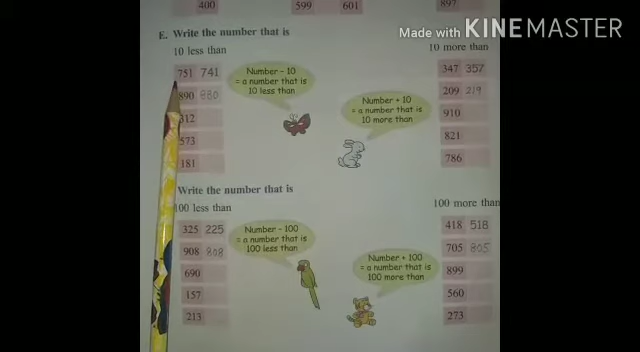 400 599 601 897
Made with KINEMASTER
E. Write the number that is
10 less than 10 more than
751 741
890 880
312
573
181
Number - 10
= a number that is
10 less than
Number + 10
= a number that is
10 more than
347 357
209 219
910
821
786
Write the number that is
100 less than 100 more than
325 225
908 808
690
157
213
Number - 100
= a number that is
100 less than
Number + 100
= a number that is
100 more than
418 518
705 805
899
560
273